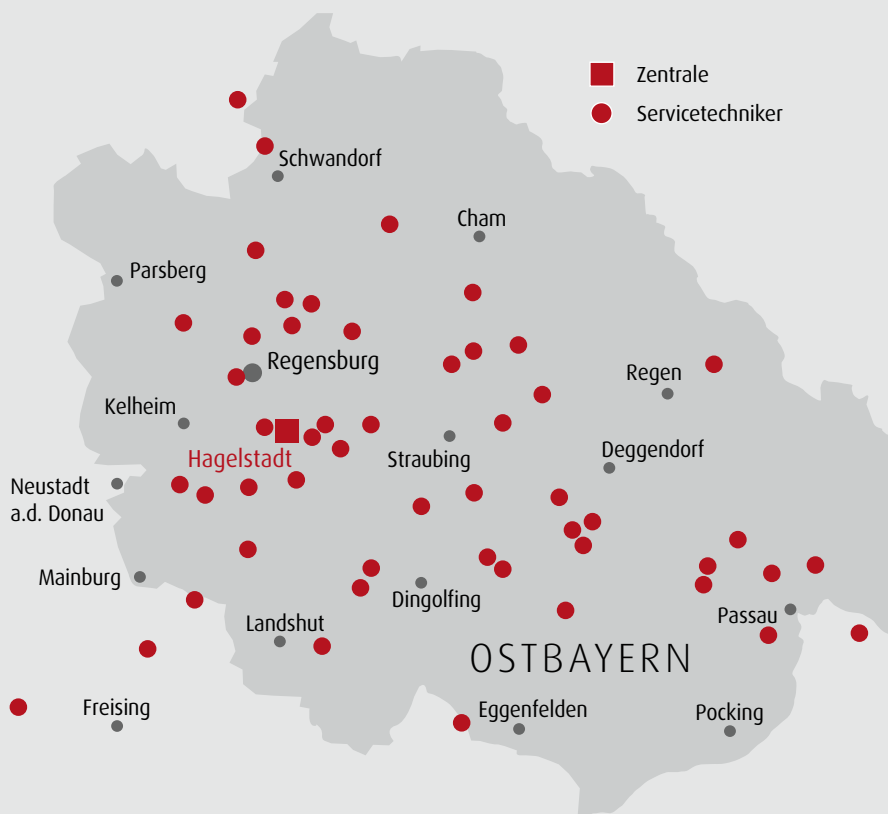 Zentrale
Servicetechniker
Schwandorf
Cham
Parsberg
Regensburg
Regen
Kelheim
Hagelstadt
Straubing
Deggendorf
Neustadt
a.d. Donau
Mainburg
Dingolfing
Passau
Landshut
OSTBAYERN
Freising
Eggenfelden
Pocking